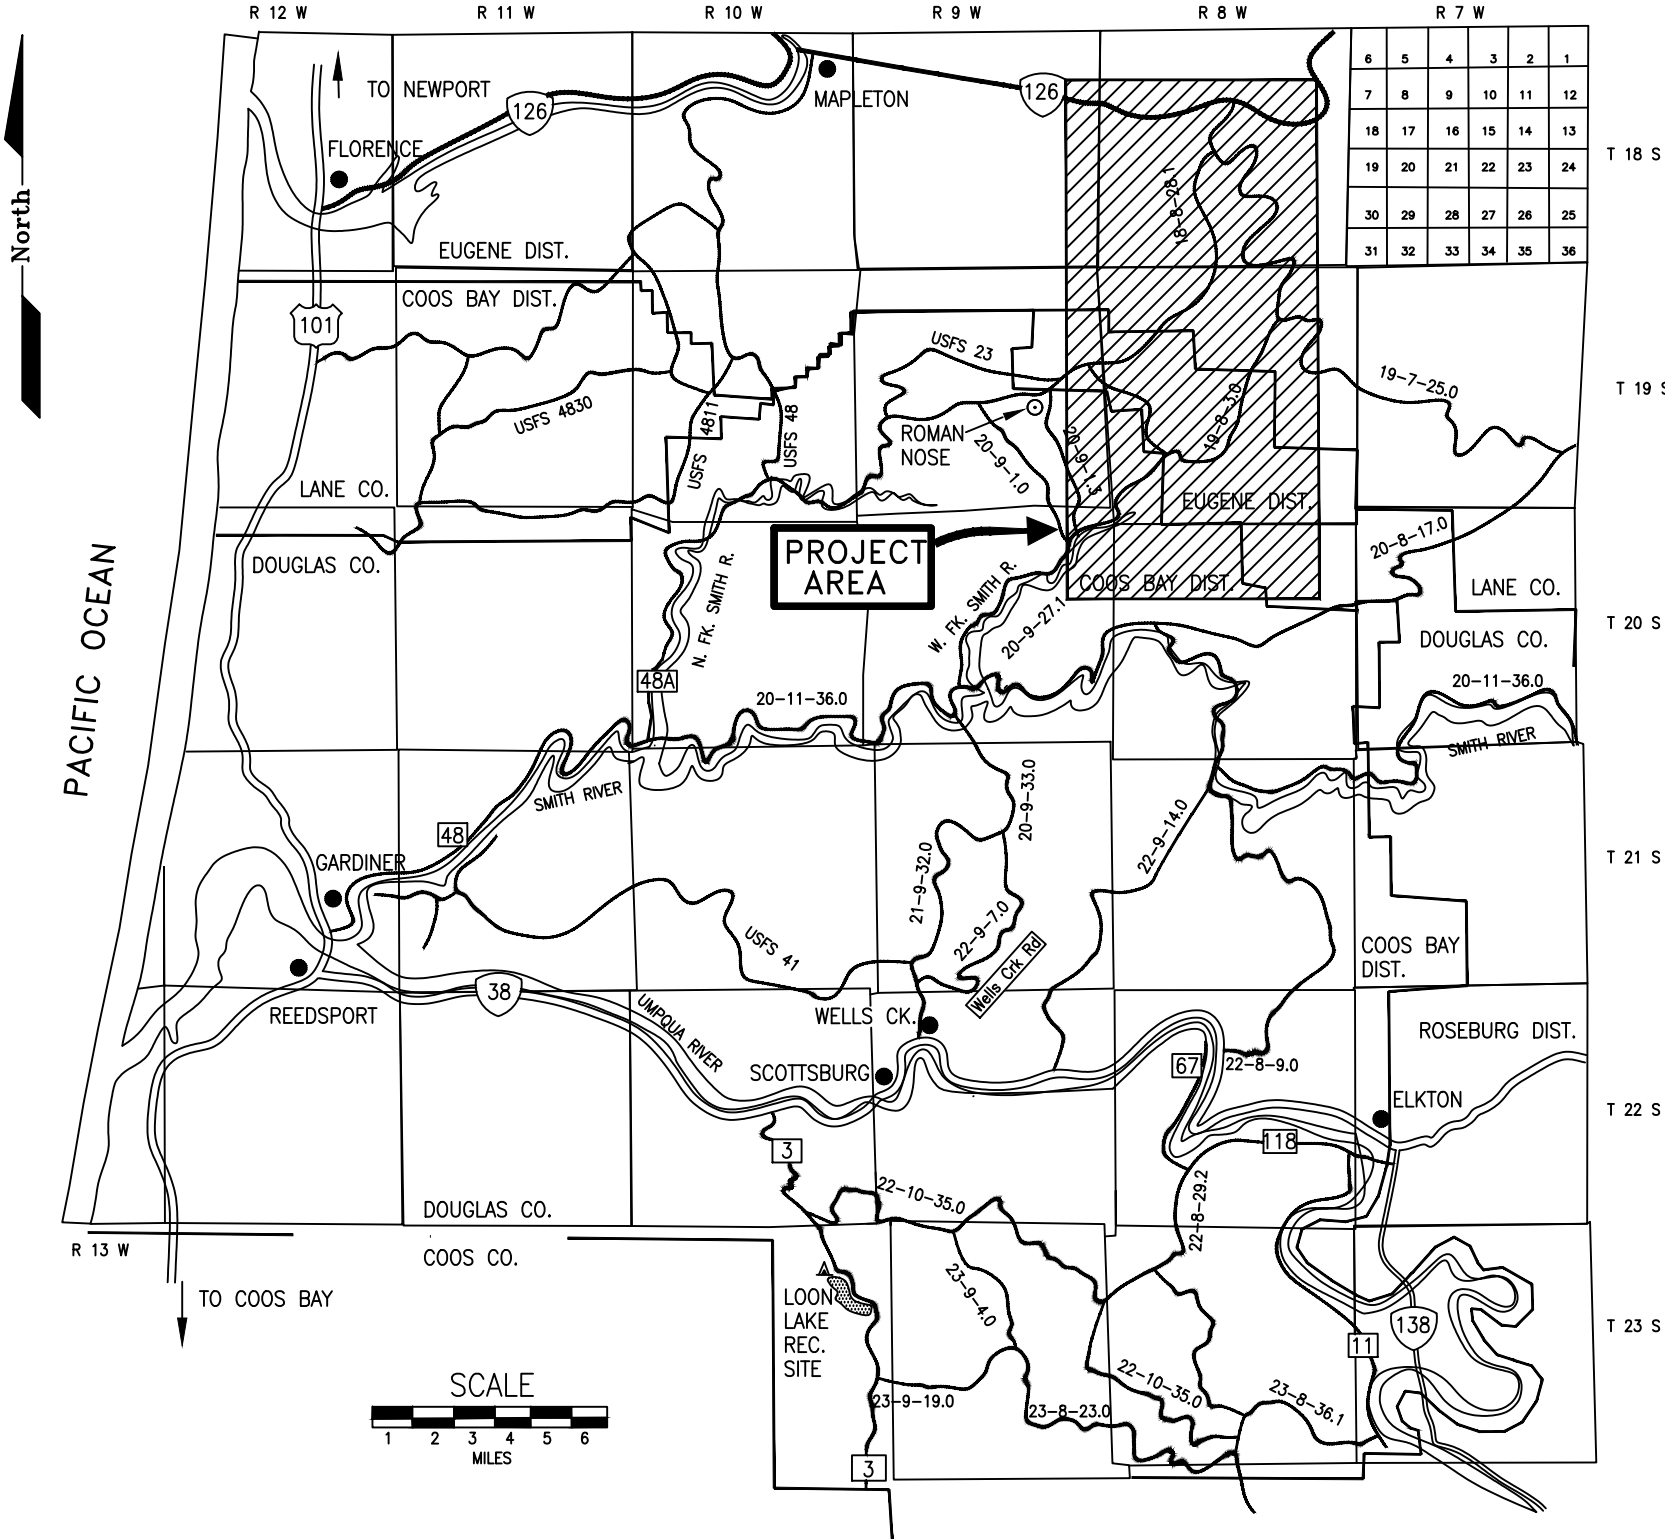 R 12 W
R 11 W
R 10 W
R 9 W
R 8 W
R 7 W
North
TO NEWPORT
126
MAPLETON
126
FLORENCE
EUGENE DIST.
COOS BAY DIST.
101
18-8-28.1
6 5 4 3 2 1
7 8 9 10 11 12
18 17 16 15 14 13
19 20 21 22 23 24
30 29 28 27 26 25
31 32 33 34 35 36
T 18 S
USFS 23
USFS 4830
USFS 4811
USFS 48
ROMAN
NOSE
20-9-1.0
20-9-1.3
19-8-3.0
19-7-25.0
T 19 S
LANE CO.
DOUGLAS CO.
EUGENE DIST.
COOS BAY DIST.
PROJECT
AREA
20-8-17.0
LANE CO.
DOUGLAS CO.
T 20 S
PACIFIC OCEAN
N. FK. SMITH R.
W. FK. SMITH R.
20-9-27.1
48A
20-11-36.0
20-11-36.0
SMITH RIVER
SMITH RIVER
48
GARDINER
20-9-33.0
21-9-32.0
22-9-7.0
22-9-14.0
Wells Crk Rd
T 21 S
USFS 41
COOS BAY
DIST.
REEDSPORT
38
UMPQUA RIVER
WELLS CK.
SCOTTSBURG
67
22-8-9.0
ROSEBURG DIST.
ELKTON
T 22 S
3
118
22-10-35.0
22-8-29.2
DOUGLAS CO.
COOS CO.
R 13 W
TO COOS BAY
LOON
LAKE
REC.
SITE
23-9-4.0
138
11
T 23 S
22-10-35.0
23-8-36.1
23-9-19.0
23-8-23.0
3
SCALE
1 2 3 4 5 6
MILES